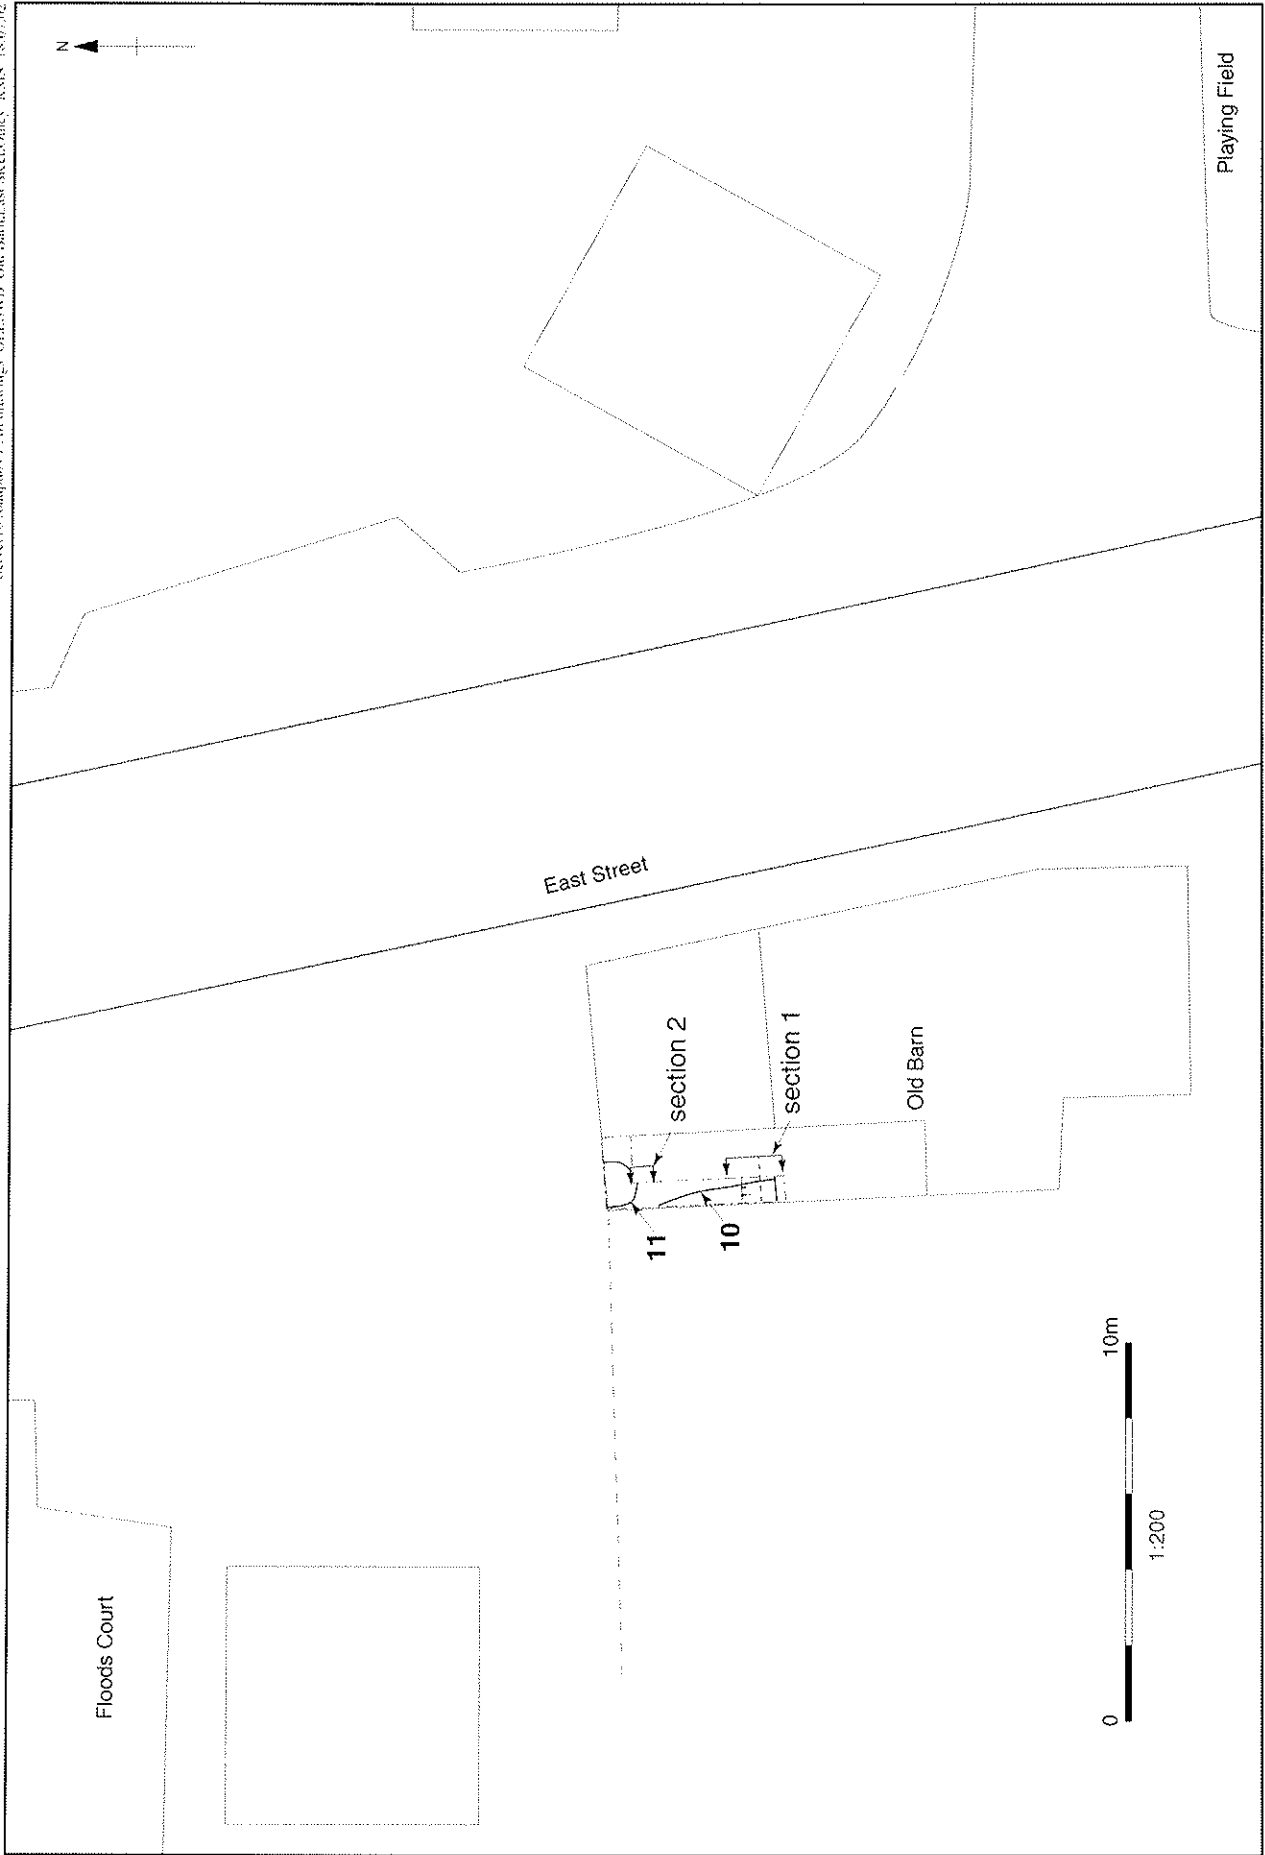 N
Playing Field
East Street
section 2
section 1
Old Barn
11
10
Floods Court
0
10m
1:200